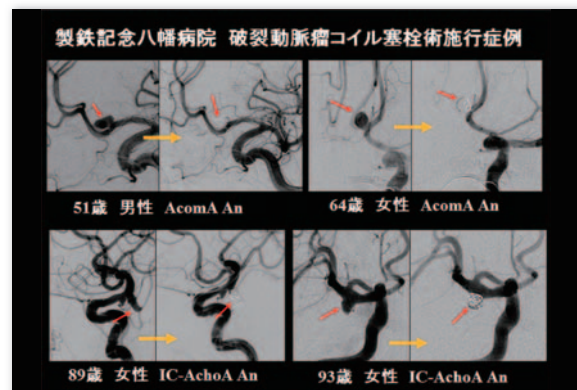 製鉄記念八幡病院 破裂動脈瘤コイル塞栓術施行症例
51歳 男性 AcomA An
64歳 女性 AcomA An
89歳 女性 IC-AchoA An
93歳 女性 IC-AchoA An